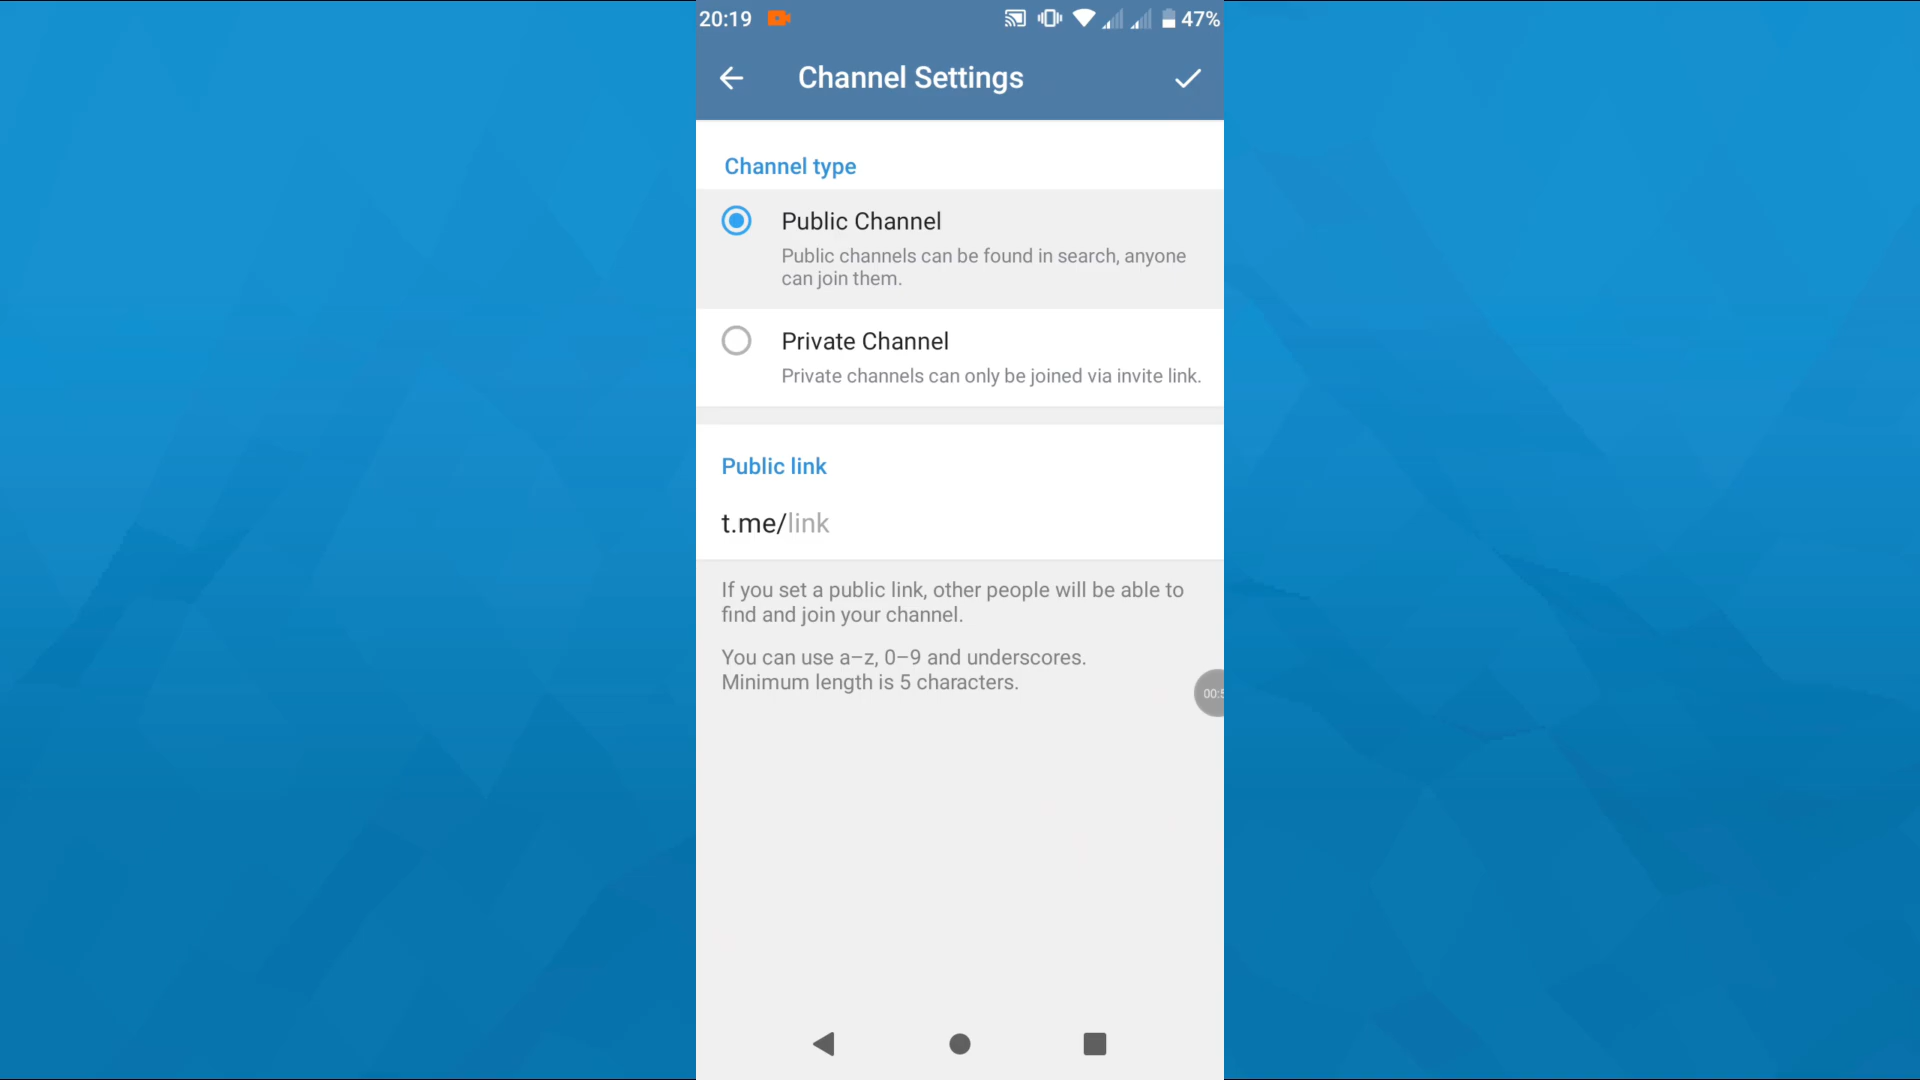 20:19
47%
Channel Settings
Channel type
Public Channel
Public channels can be found in search, anyone
can join them.
Private Channel
Private channels can only be joined via invite link.
Public link
t.me/link
If you set a public link, other people will be able to
find and join your channel.
You can use a–z, 0–9 and underscores.
Minimum length is 5 characters.